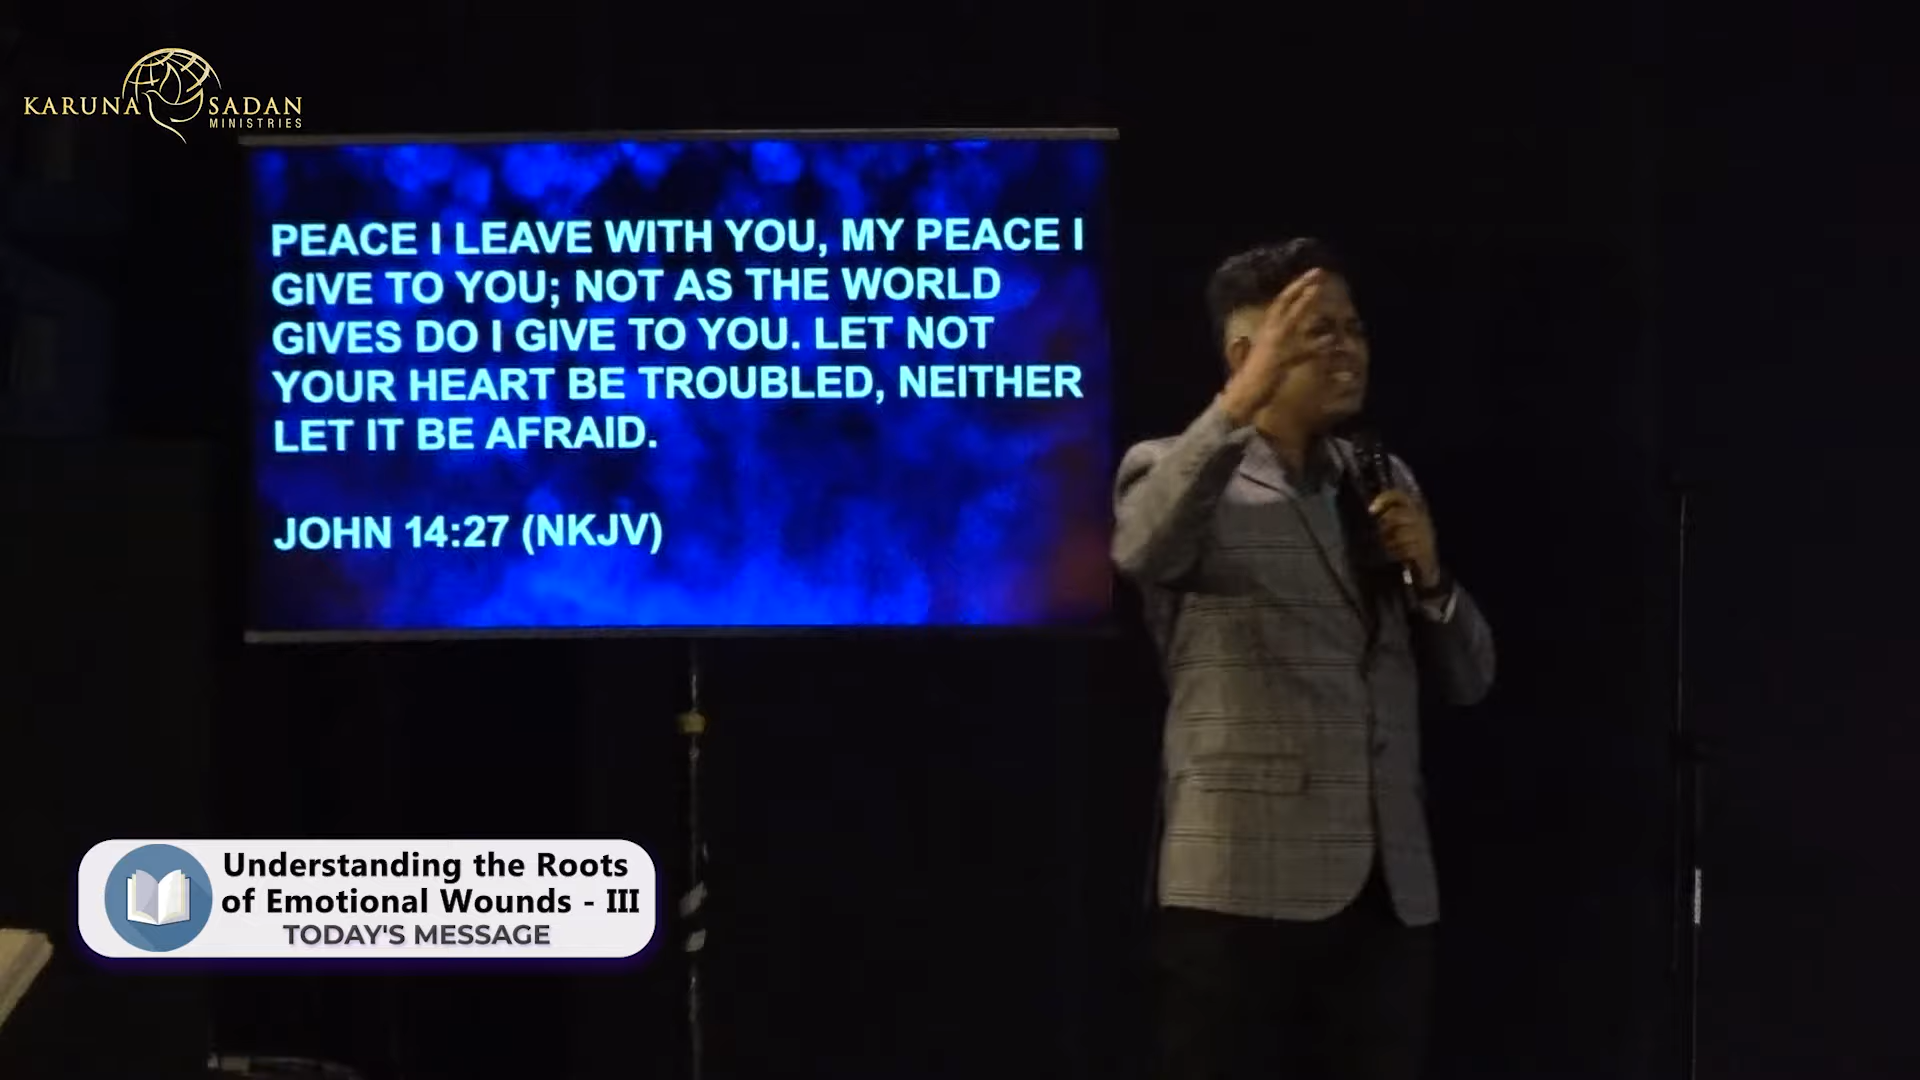 KARUNA SADAN
MINISTRIES
PEACE I LEAVE WITH YOU, MY PEACE I
GIVE TO YOU; NOT AS THE WORLD
GIVES DO I GIVE TO YOU. LET NOT
YOUR HEART BE TROUBLED, NEITHER
LET IT BE AFRAID.
JOHN 14:27 (NKJV)
Understanding the Roots
of Emotional Wounds - III
TODAY'S MESSAGE